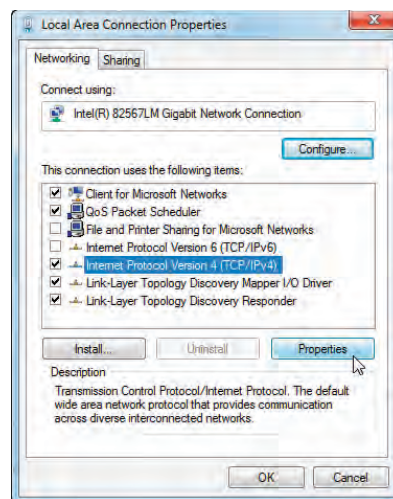 Local Area Connection Properties
Networking
Sharing
Connect using:
Intel(R) 82567LM Gigabit Network Connection
Configure...
This connection uses the following items:
Client for Microsoft Networks
QoS Packet Scheduler
File and Printer Sharing for Microsoft Networks
Internet Protocol Version 6 (TCP/IPv6)
Internet Protocol Version 4 (TCP/IPv4)
Link-Layer Topology Discovery Mapper I/O Driver
Link-Layer Topology Discovery Responder
Install...
Uninstall
Properties
Description
Transmission Control Protocol/Internet Protocol. The default
wide area network protocol that provides communication
across diverse interconnected networks.
OK
Cancel